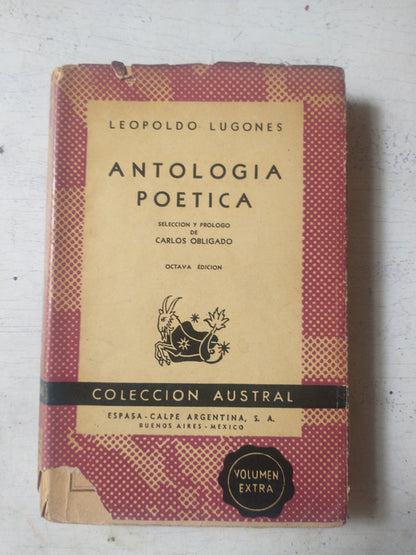 LEOPOLDO LUGONES
ANTOLOGIA
POETICA
SELECCION Y PROLOGO
DE
CARLOS OBLIGADO
OCTAVA EDICION
COLECCION AUSTRAL
ESPASA-CALPE ARGENTINA, S. A.
BUENOS AIRES - MEXICO
VOLUMEN
EXTRA